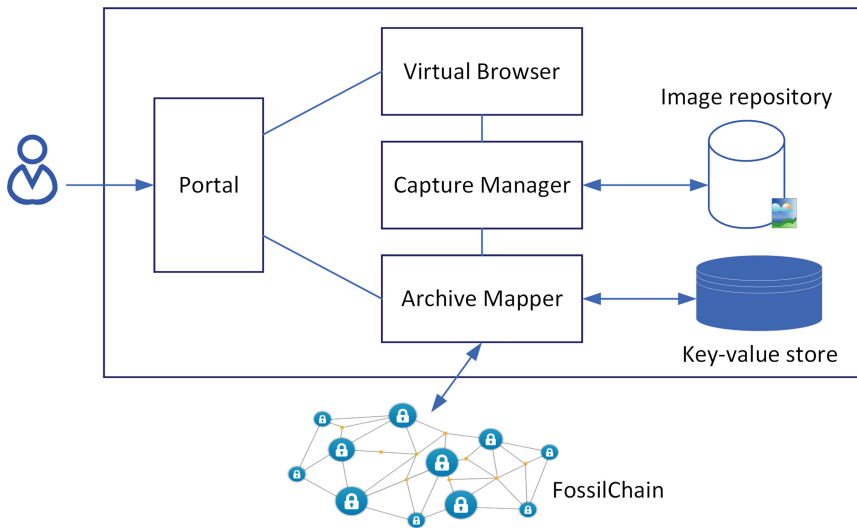 Virtual Browser
Image repository
Portal
Capture Manager
Archive Mapper
Key-value store
FossilChain